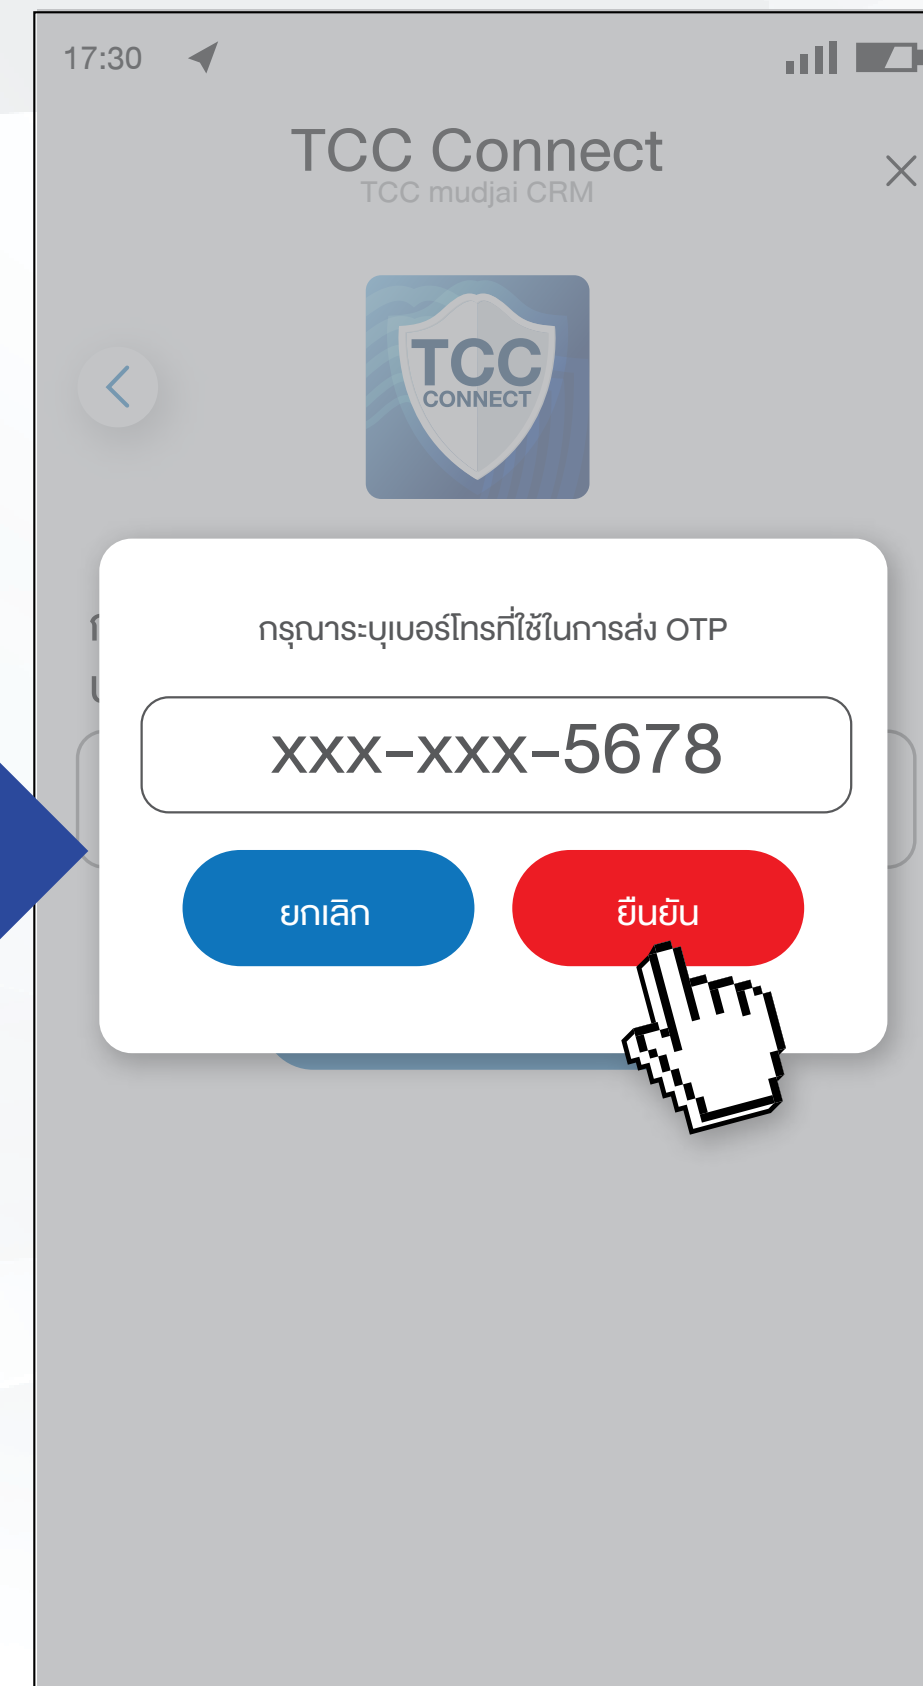 17:30
TCC Connect
TCC mudjai CRM
TCC
CONNECT
กรุณาระบุเบอร์โทรที่ใช้ในการส่ง OTP
xxx-xxx-5678
ยกเลิก
ยืนยัน